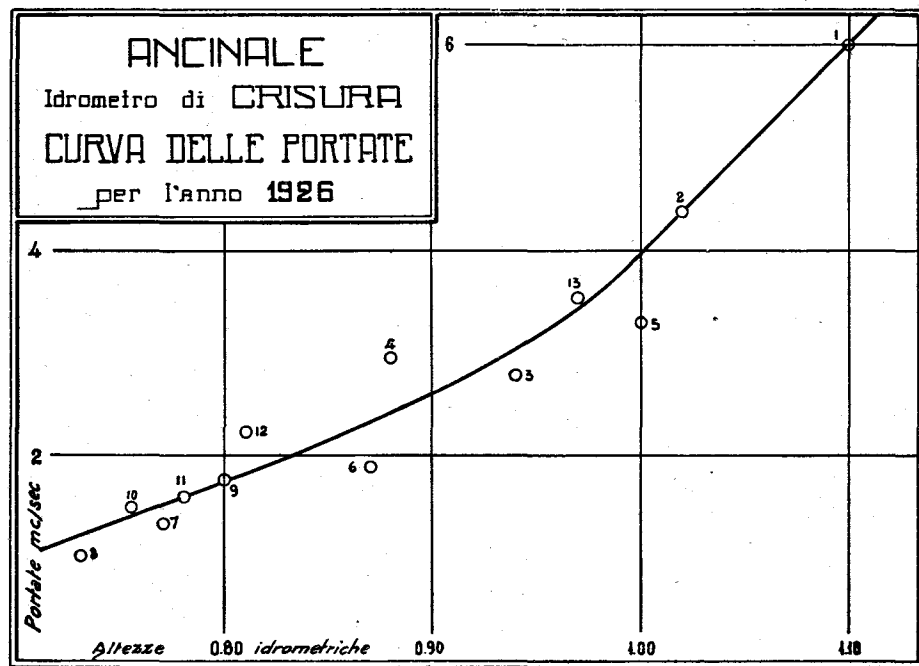 ANCINALE
Idrometro di CRISURA
CURVA DELLE PORTATE
per l'anno 1926
6
1
2
4
13
5
4
3
12
2
6
9
11
10
7
8
Portate mc/sec
Altezze 0.80 idrometriche 0.90 1.00 1.10